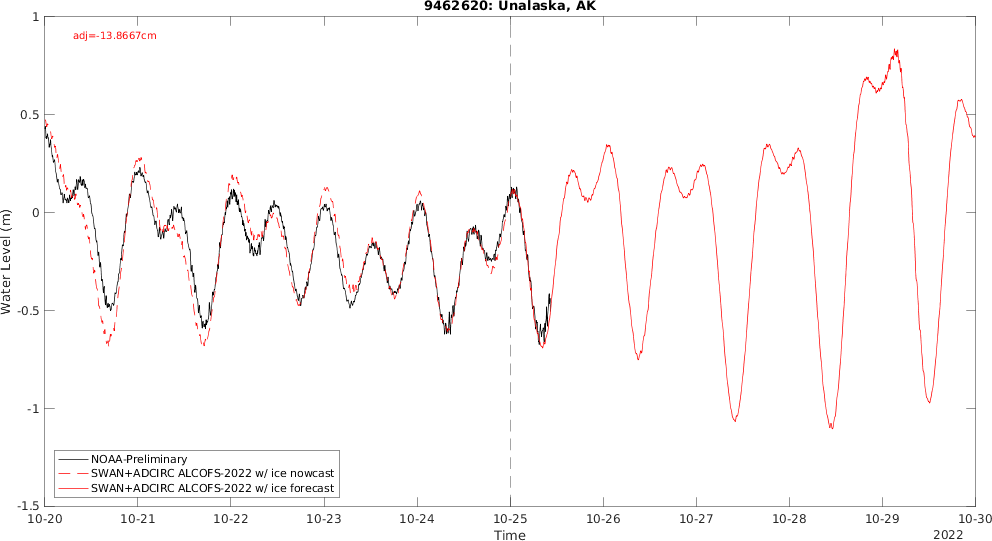 9462620: Unalaska, AK
adj=-13.8667cm
1
0.5
0
-0.5
-1
-1.5
Water Level (m)
NOAA-Preliminary
SWAN+ADCIRC ALCOFS-2022 w/ ice nowcast
SWAN+ADCIRC ALCOFS-2022 w/ ice forecast
10-20 10-21 10-22 10-23 10-24 10-25 10-26 10-27 10-28 10-29 10-30
Time
2022